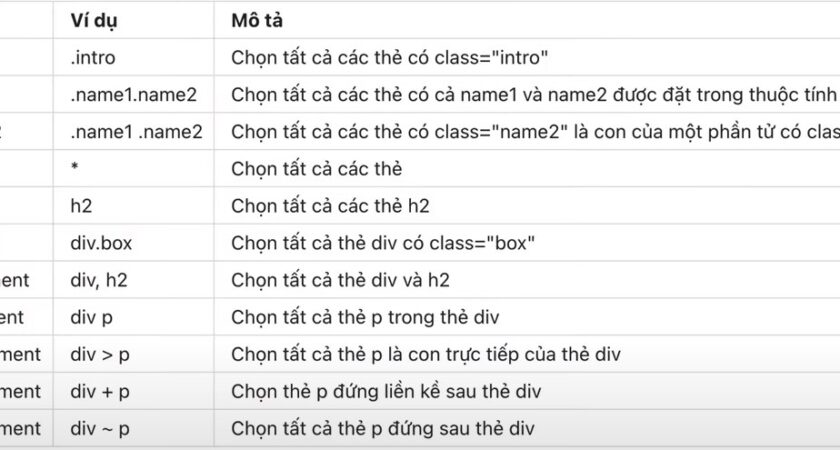 Ví dụ Mô tả
.intro Chọn tất cả các thẻ có class="intro"
.name1.name2 Chọn tất cả các thẻ có cả name1 và name2 được đặt trong thuộc tính
.name1 .name2 Chọn tất cả các thẻ có class="name2" là con của một phần tử có clas
* Chọn tất cả các thẻ
h2 Chọn tất cả các thẻ h2
div.box Chọn tất cả thẻ div có class="box"
ent div, h2 Chọn tất cả thẻ div và h2
ent div p Chọn tất cả thẻ p trong thẻ div
ment div > p Chọn tất cả thẻ p là con trực tiếp của thẻ div
ment div + p Chọn thẻ p đứng liền kề sau thẻ div
ment div ~ p Chọn tất cả thẻ p đứng sau thẻ div